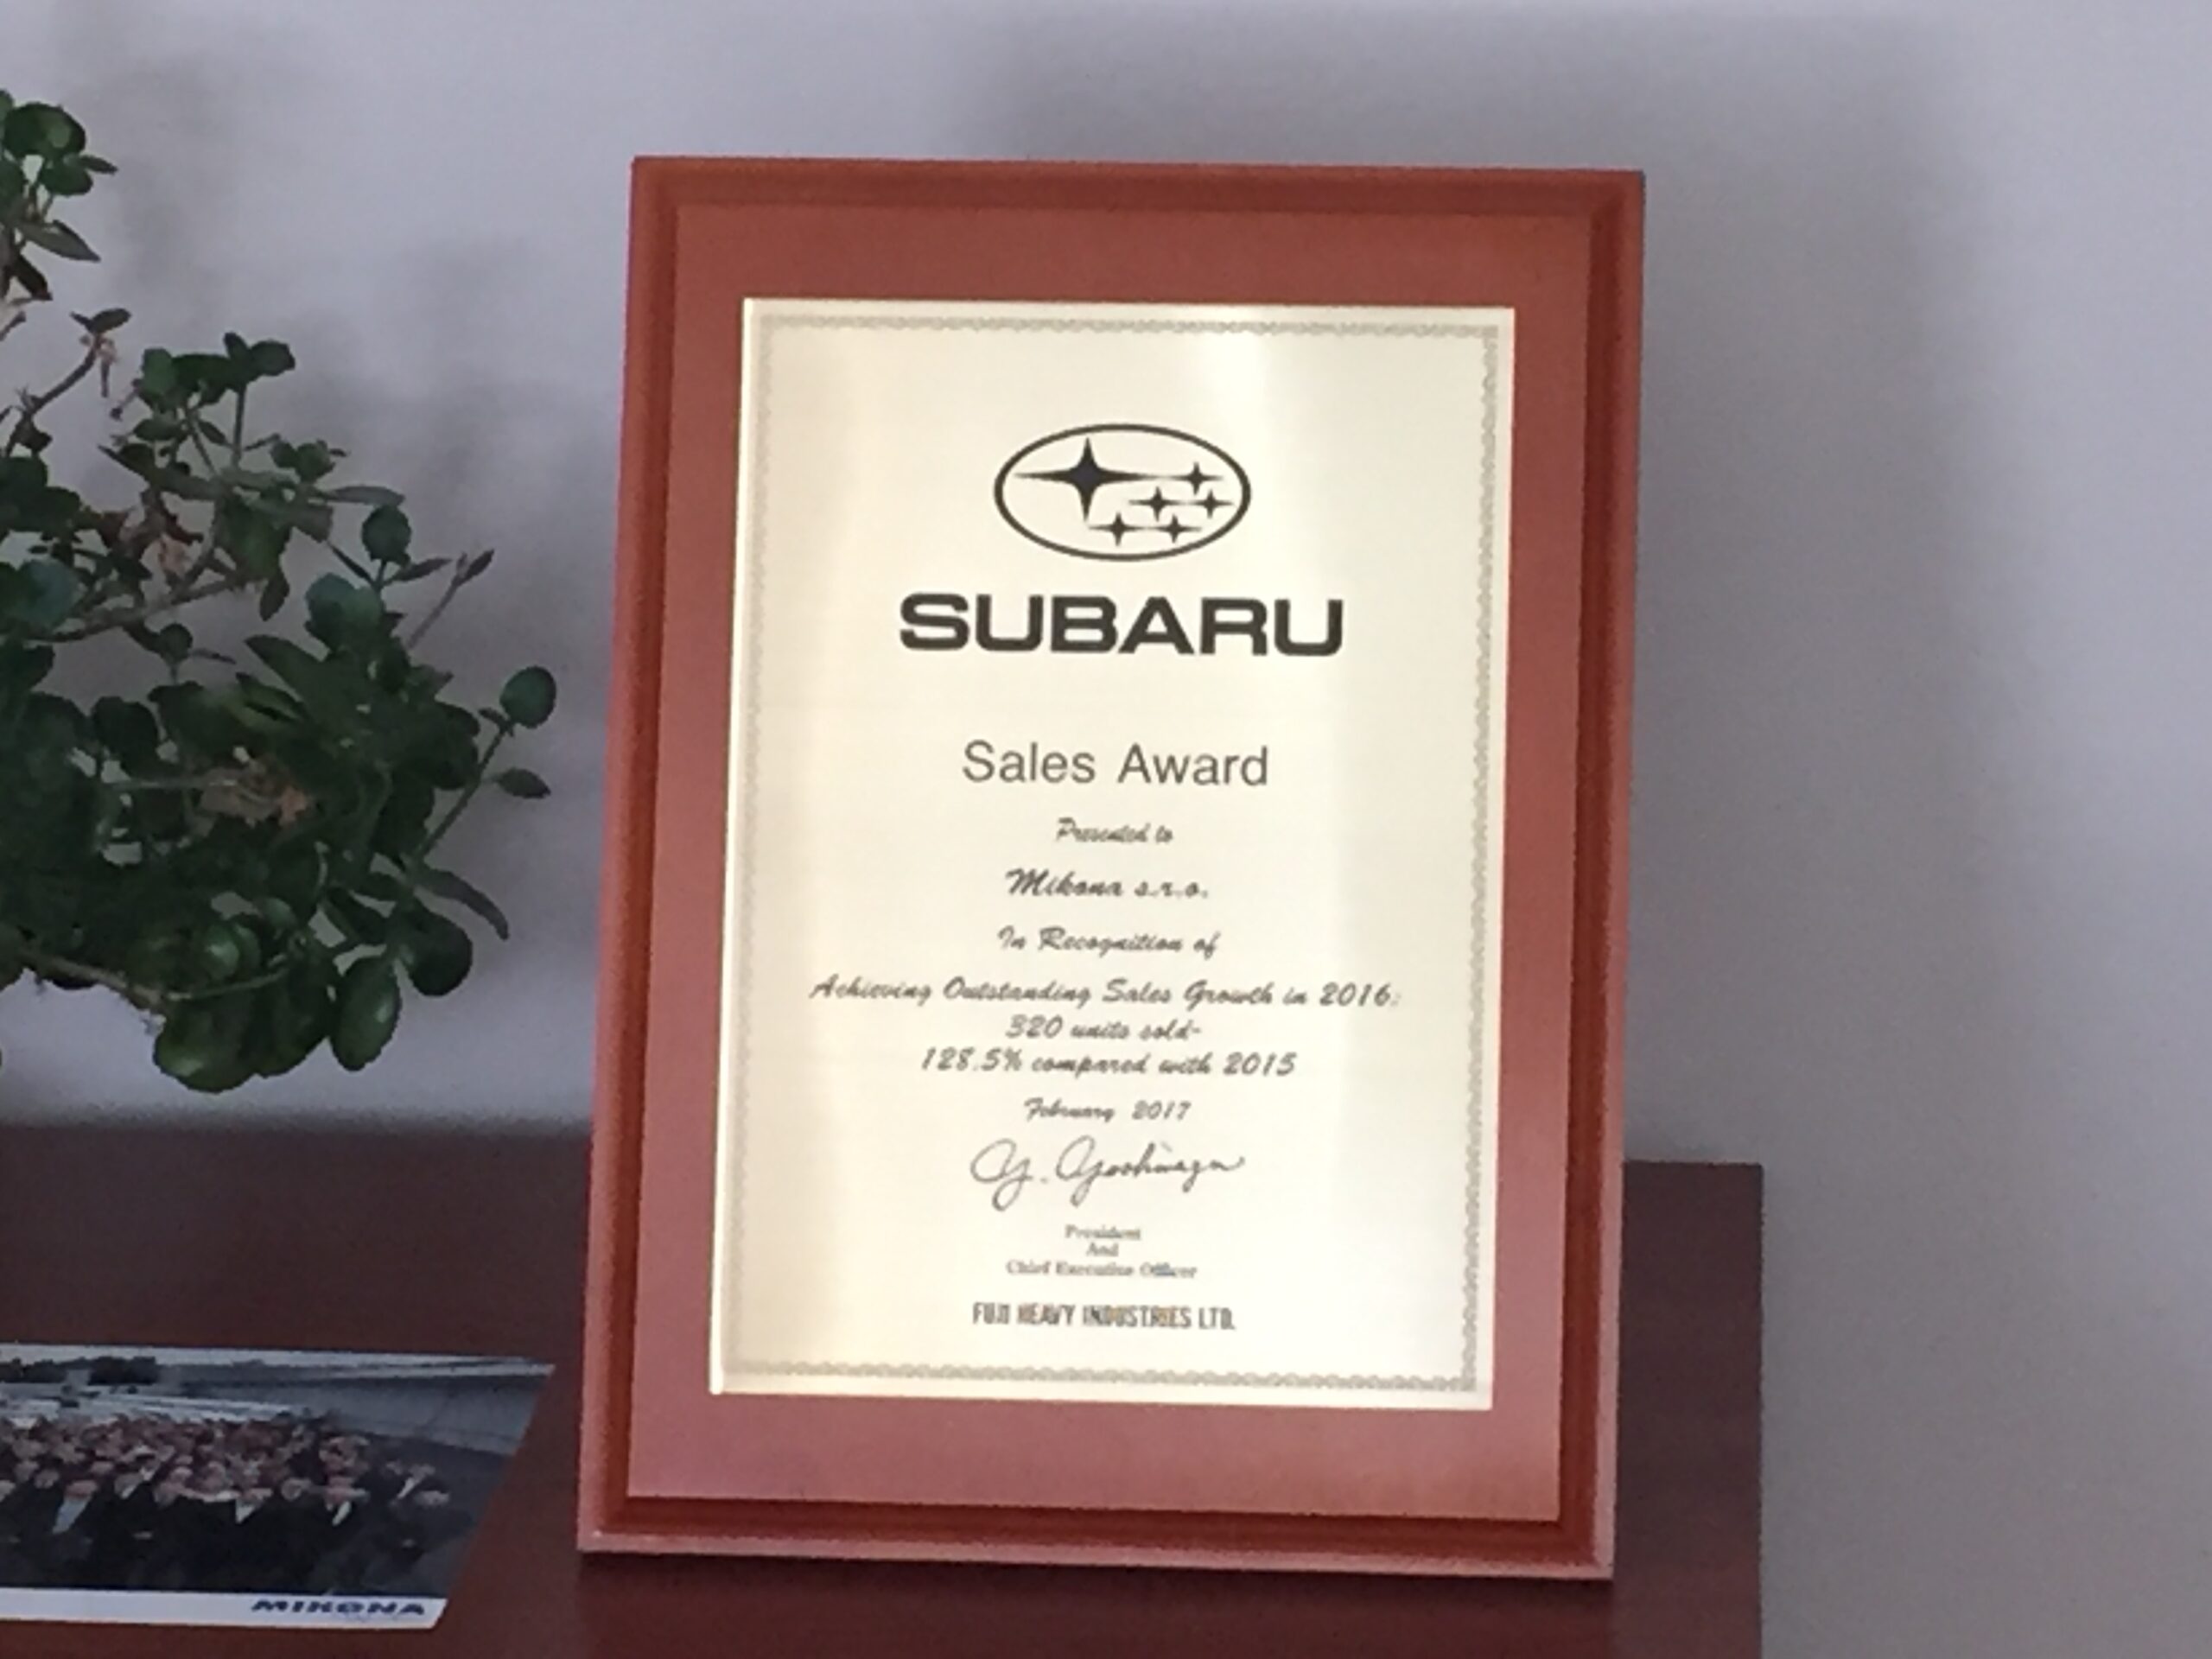 SUBARU
Sales Award
Presented to
Mikona s.r.o.
In Recognition of
Achieving Outstanding Sales Growth in 2016:
320 units sold-
128.5% compared with 2015
February 2017
Y. Yoshinaga
President
And
Chief Executive Officer
FUJI HEAVY INDUSTRIES LTD.
MIKONA